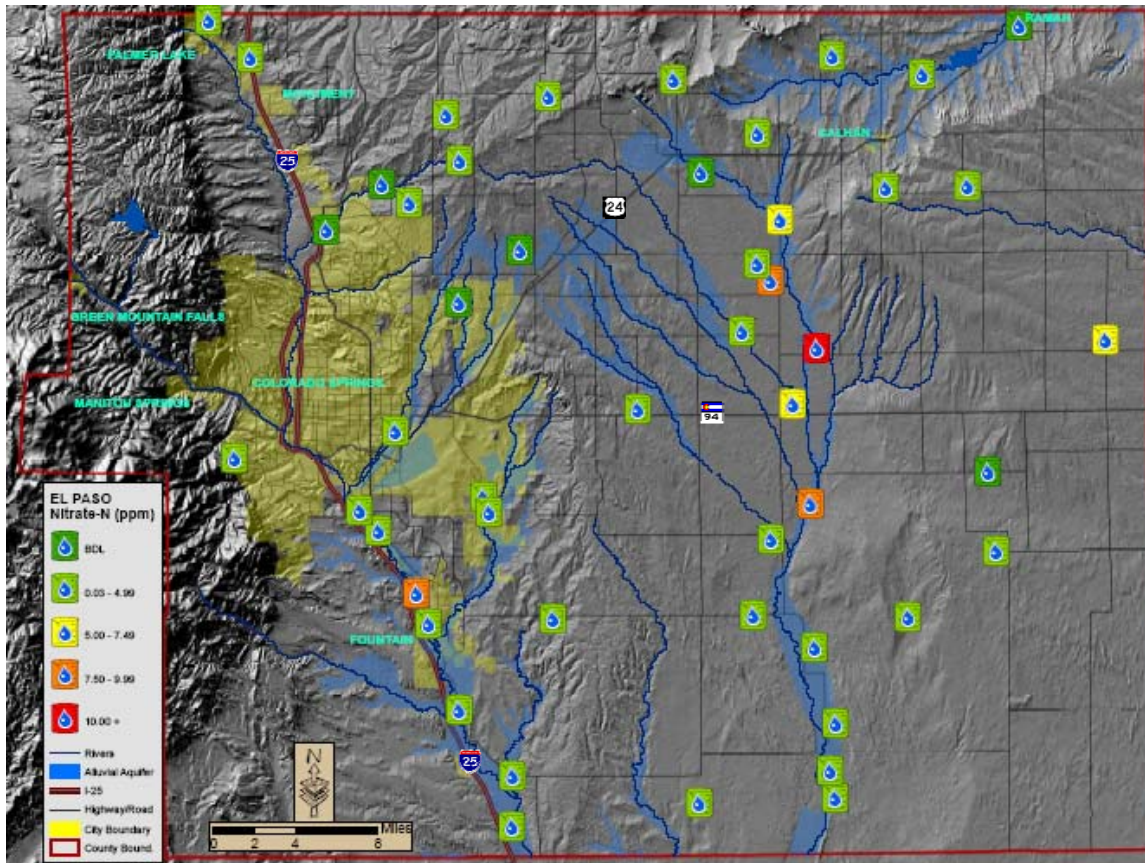 RAMAH
PALMER LAKE
MONUMENT
CALHAN
25
24
GREEN MOUNTAIN FALLS
COLORADO SPRINGS
MANITOU SPRINGS
94
EL PASO
Nitrate-N (ppm)
BDL
0.03 - 4.99
5.00 - 7.49
7.50 - 9.99
10.00 +
Rivers
Alluvial Aquifer
I-25
Highway/Road
City Boundary
County Bound.
FOUNTAIN
25
N
Miles
0 2 4 8